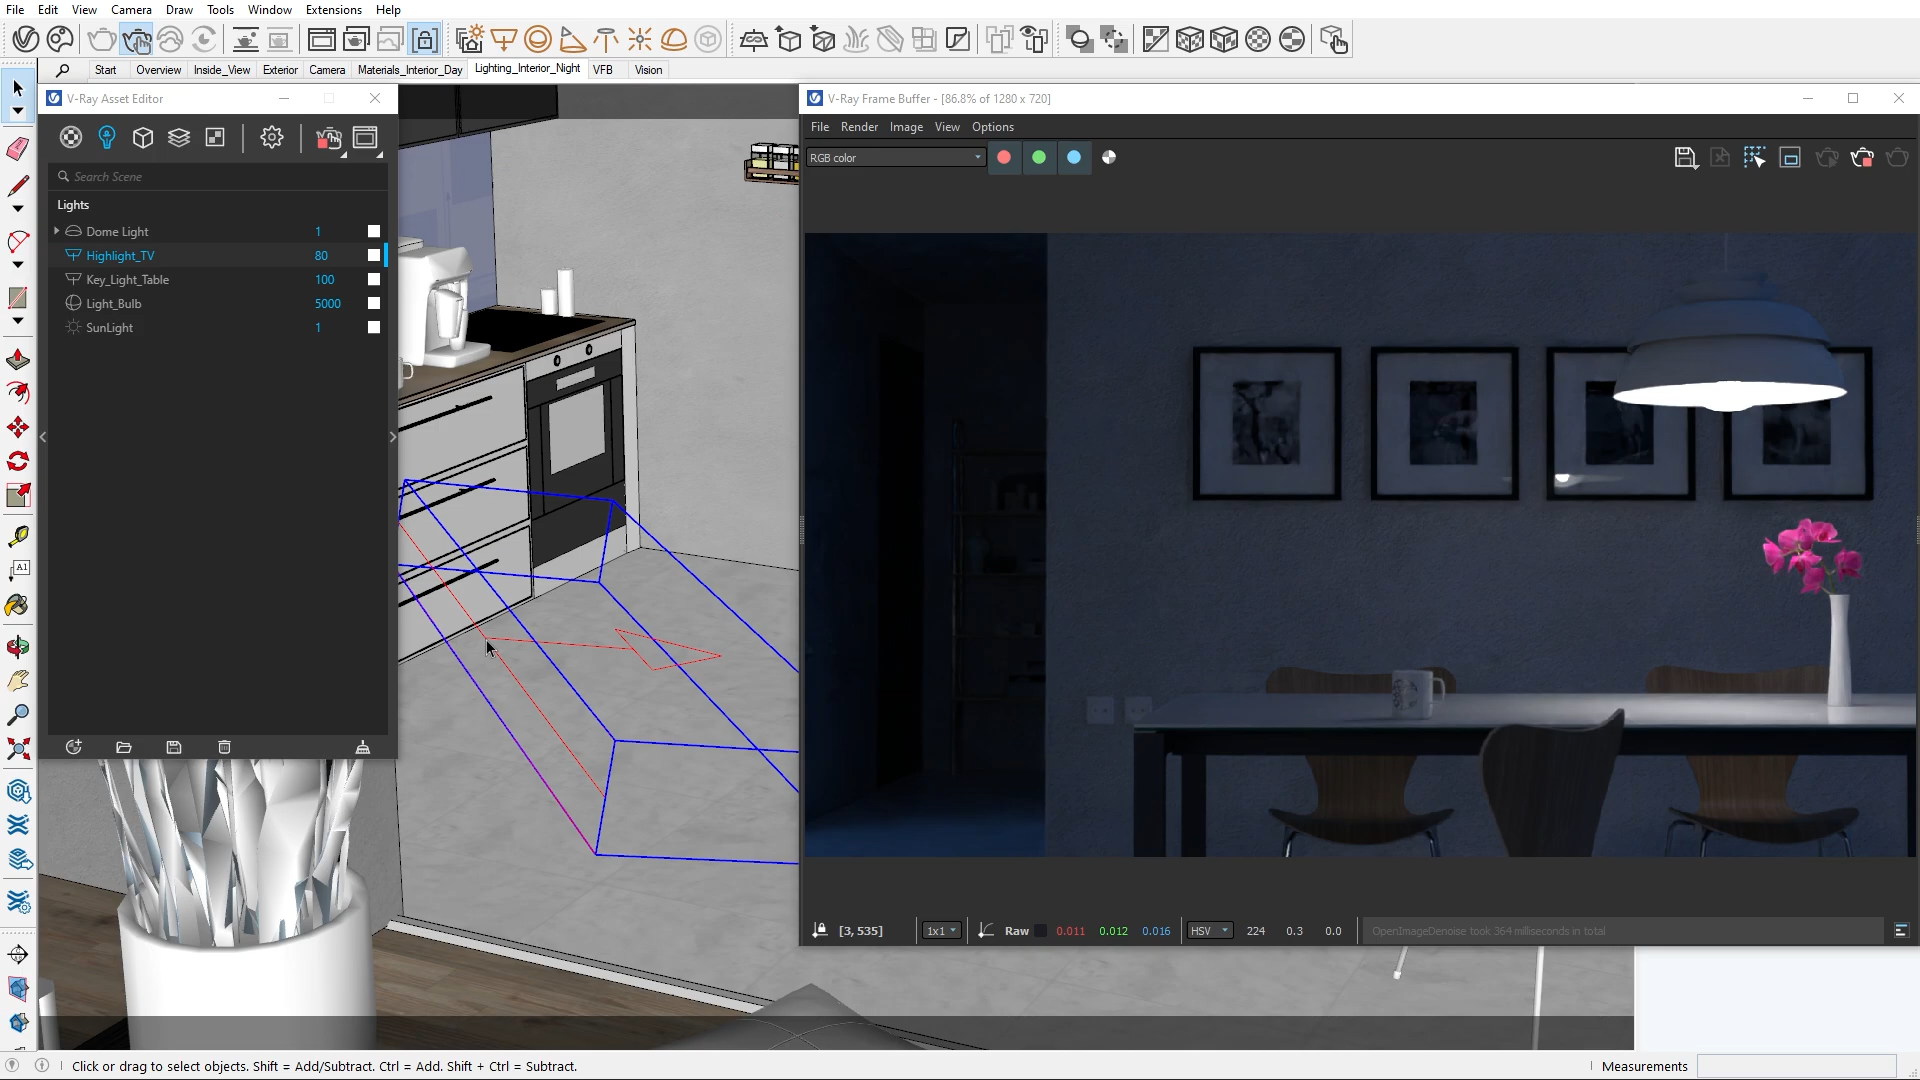 File Edit View Camera Draw Tools Window Extensions Help
Start Overview Inside_View Exterior Camera Materials_Interior_Day Lighting_Interior_Night VFB Vision
V-Ray Asset Editor
Search Scene
Lights
Dome Light 1
Highlight_TV 80
Key_Light_Table 100
Light_Bulb 5000
SunLight 1
A1
V-Ray Frame Buffer - [86.8% of 1280 x 720]
File Render Image View Options
RGB color
[3, 535] 1x1 Raw 0.011 0.012 0.016 HSV 224 0.3 0.0 OpenImageDenoise took 364 milliseconds in total
Click or drag to select objects. Shift = Add/Subtract. Ctrl = Add. Shift + Ctrl = Subtract.
Measurements